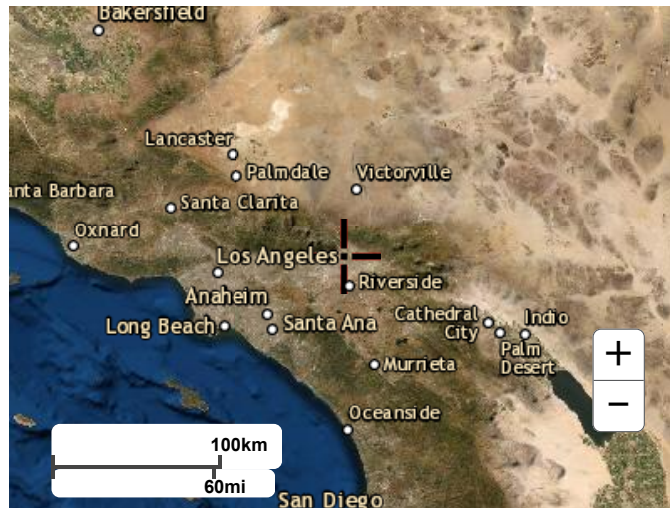 Bakersfield
Lancaster
Palmdale
Victorville
anta Barbara
Santa Clarita
Oxnard
Los Angeles
Riverside
Anaheim
Long Beach
Santa Ana
Cathedral
City
Indio
Palm
Desert
Murrieta
Oceanside
+
−
100km
60mi
San Diego